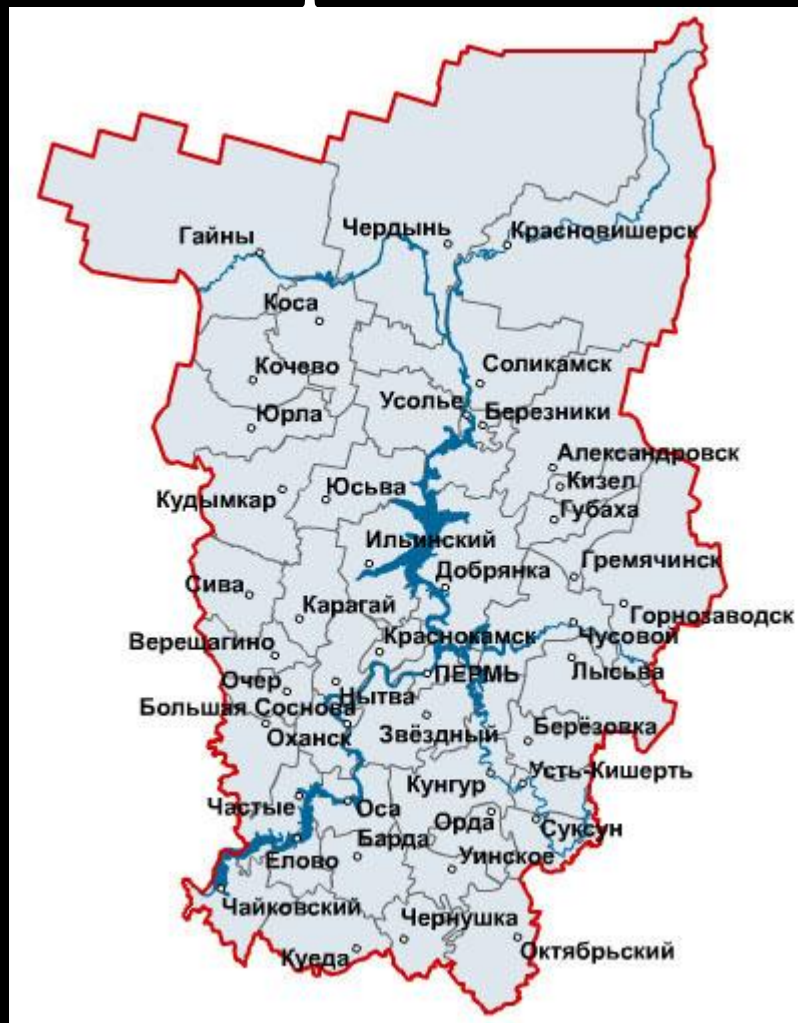 Гайны
Чердынь
Красновишерск
Коса
Кочево
Соликамск
Усолье
Березники
Юрла
Александровск
Кизел
Юсьва
Кудымкар
Губаха
Ильинский
Гремячинск
Добрянка
Сива
Карагай
Горнозаводск
Чусовой
Краснокамск
Верещагино
ПЕРМЬ
Лысьва
Очер
Нытва
Большая Соснова
Берёзовка
Звёздный
Оханск
Усть-Кишерть
Кунгур
Частые
Оса
Орда
Суксун
Барда
Елово
Уинское
Чайковский
Чернушка
Октябрьский
Куеда